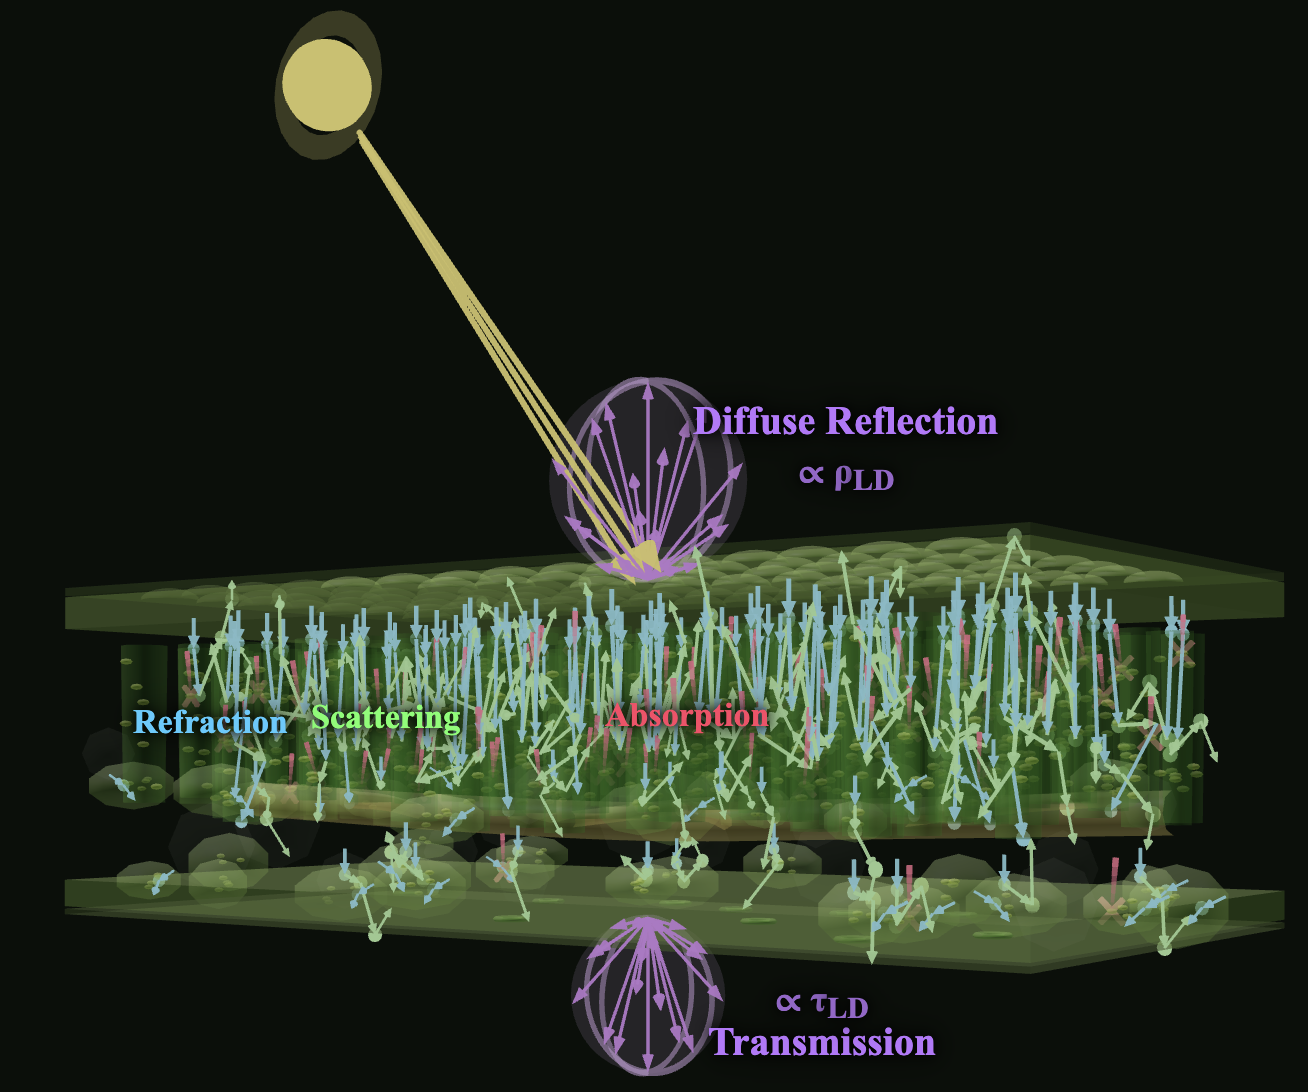 Diffuse Reflection
∝ ρLD
Refraction
Scattering
Absorption
∝ τLD
Transmission